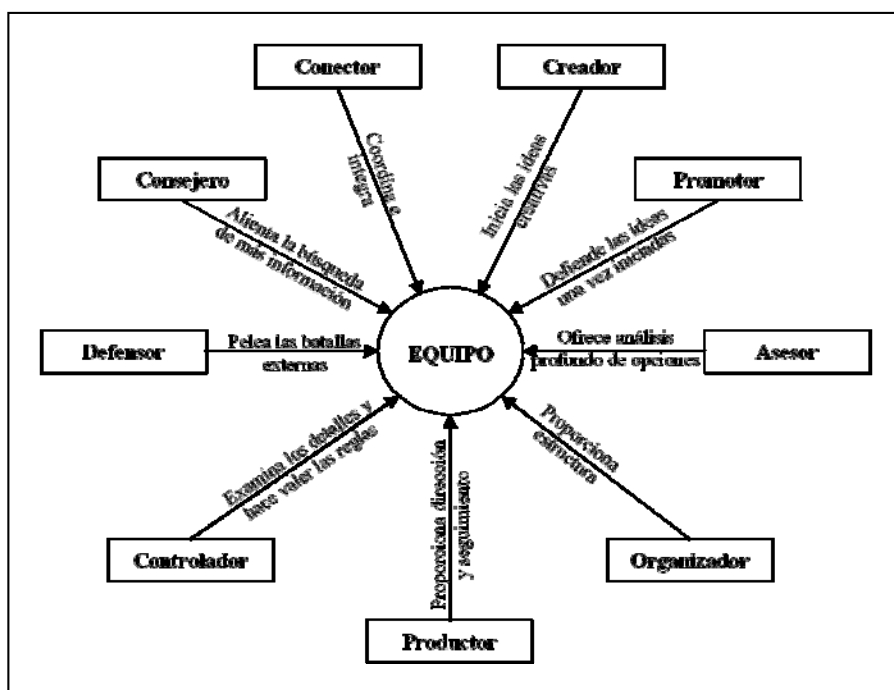 Conector
Creador
Coordina e
integra
Inicia las ideas
creativas
Consejero
Promotor
Alienta la búsqueda
de más información
Defiende las ideas
una vez iniciadas
Defensor
Pelea las batallas
externas
EQUIPO
Ofrece análisis
profundo de opciones
Asesor
Examina los detalles y
hace valer las reglas
Proporciona
estructura
Controlador
Proporciona dirección
y seguimiento
Organizador
Productor